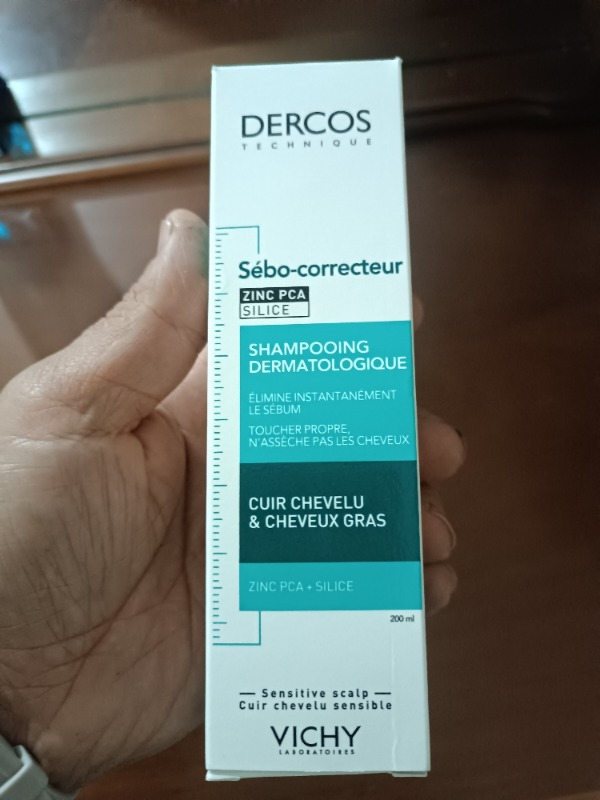 DERCOS
TECHNIQUE
Sébo-correcteur
ZINC PCA
SILICE
SHAMPOOING
DERMATOLOGIQUE
ÉLIMINE INSTANTANÉMENT
LE SÉBUM
TOUCHER PROPRE,
N'ASSÈCHE PAS LES CHEVEUX
CUIR CHEVELU
& CHEVEUX GRAS
ZINC PCA + SILICE
200 ml
Sensitive scalp
Cuir chevelu sensible
VICHY
LABORATOIRES